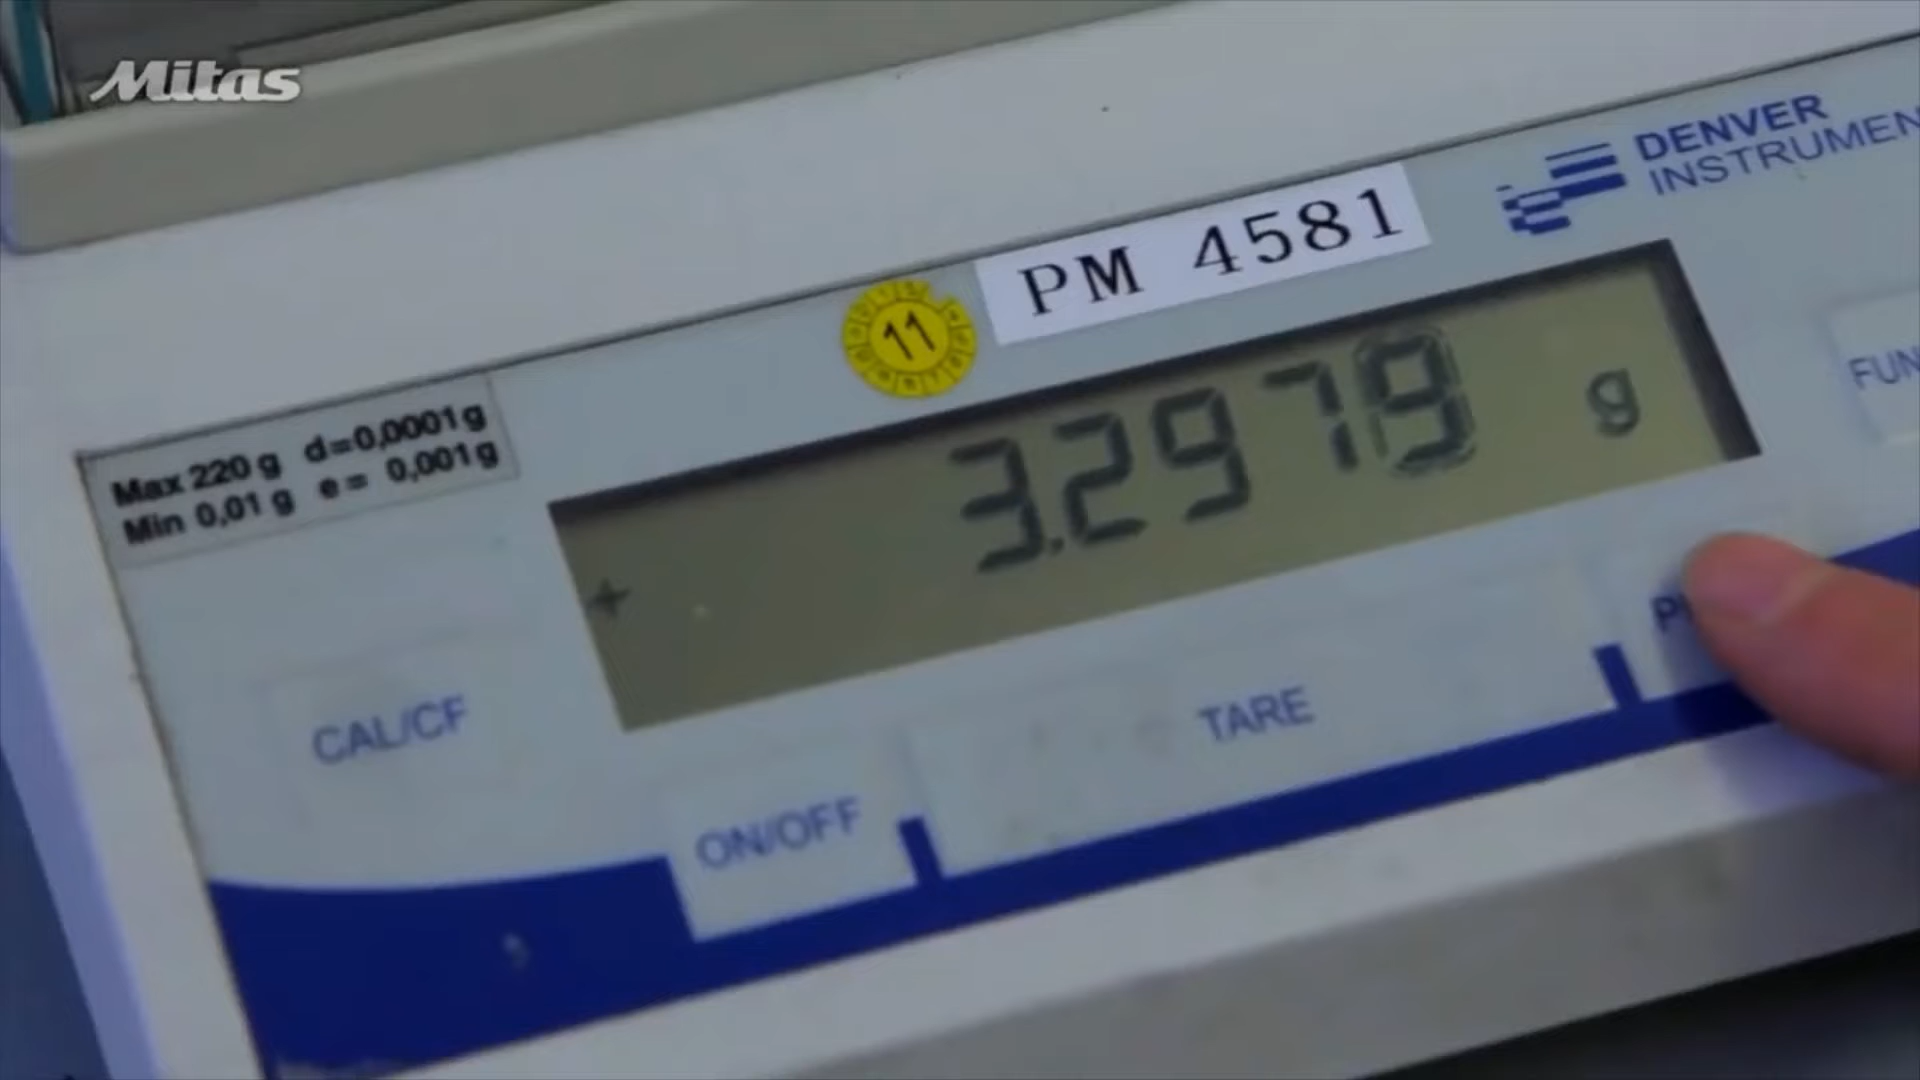 Mitas
DENVER
INSTRUMEN
PM 4581
11
3.2979 g
+
Max 220 g d=0,0001 g
Min 0,01 g e= 0,001 g
FUN
CAL/CF
TARE
ON/OFF